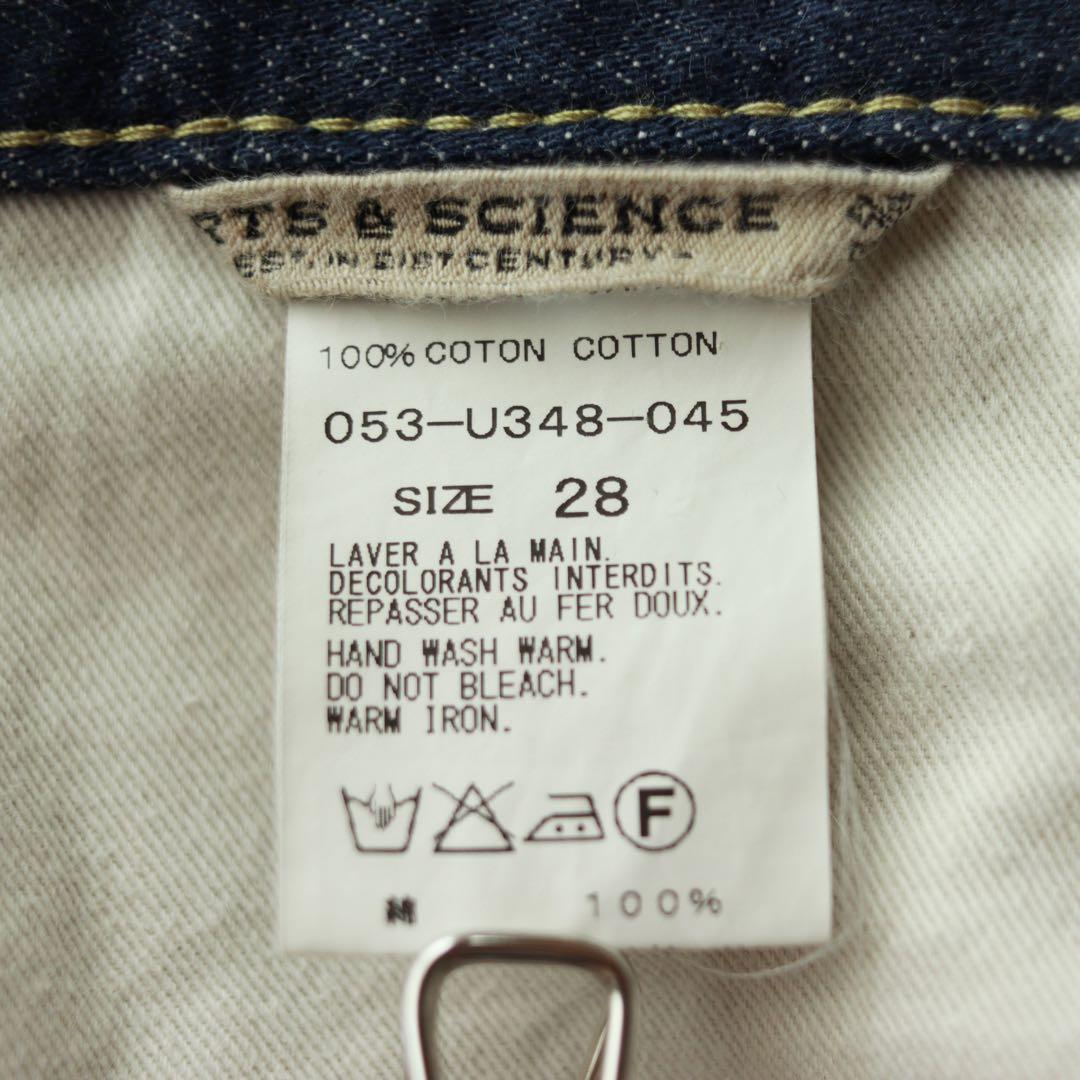 RTS & SCIENCE
CENTURY
100% COTON COTTON
053-U348-045
SIZE 28
LAVER A LA MAIN.
DECOLORANTS INTERDITS.
REPASSER AU FER DOUX.
HAND WASH WARM.
DO NOT BLEACH.
WARM IRON.
F
100%